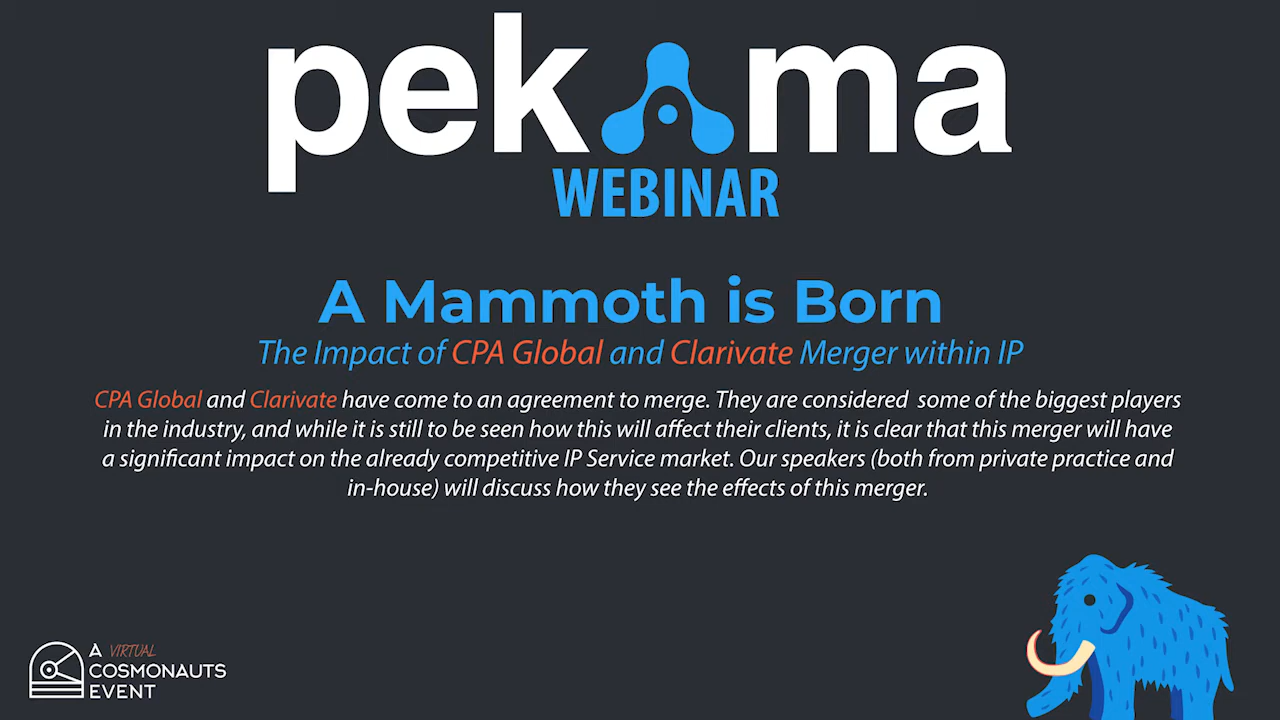 pekama
WEBINAR
A Mammoth is Born
The Impact of CPA Global and Clarivate Merger within IP
CPA Global and Clarivate have come to an agreement to merge. They are considered some of the biggest players
in the industry, and while it is still to be seen how this will affect their clients, it is clear that this merger will have
a significant impact on the already competitive IP Service market. Our speakers (both from private practice and
in-house) will discuss how they see the effects of this merger.
A VIRTUAL
COSMONAUTS
EVENT